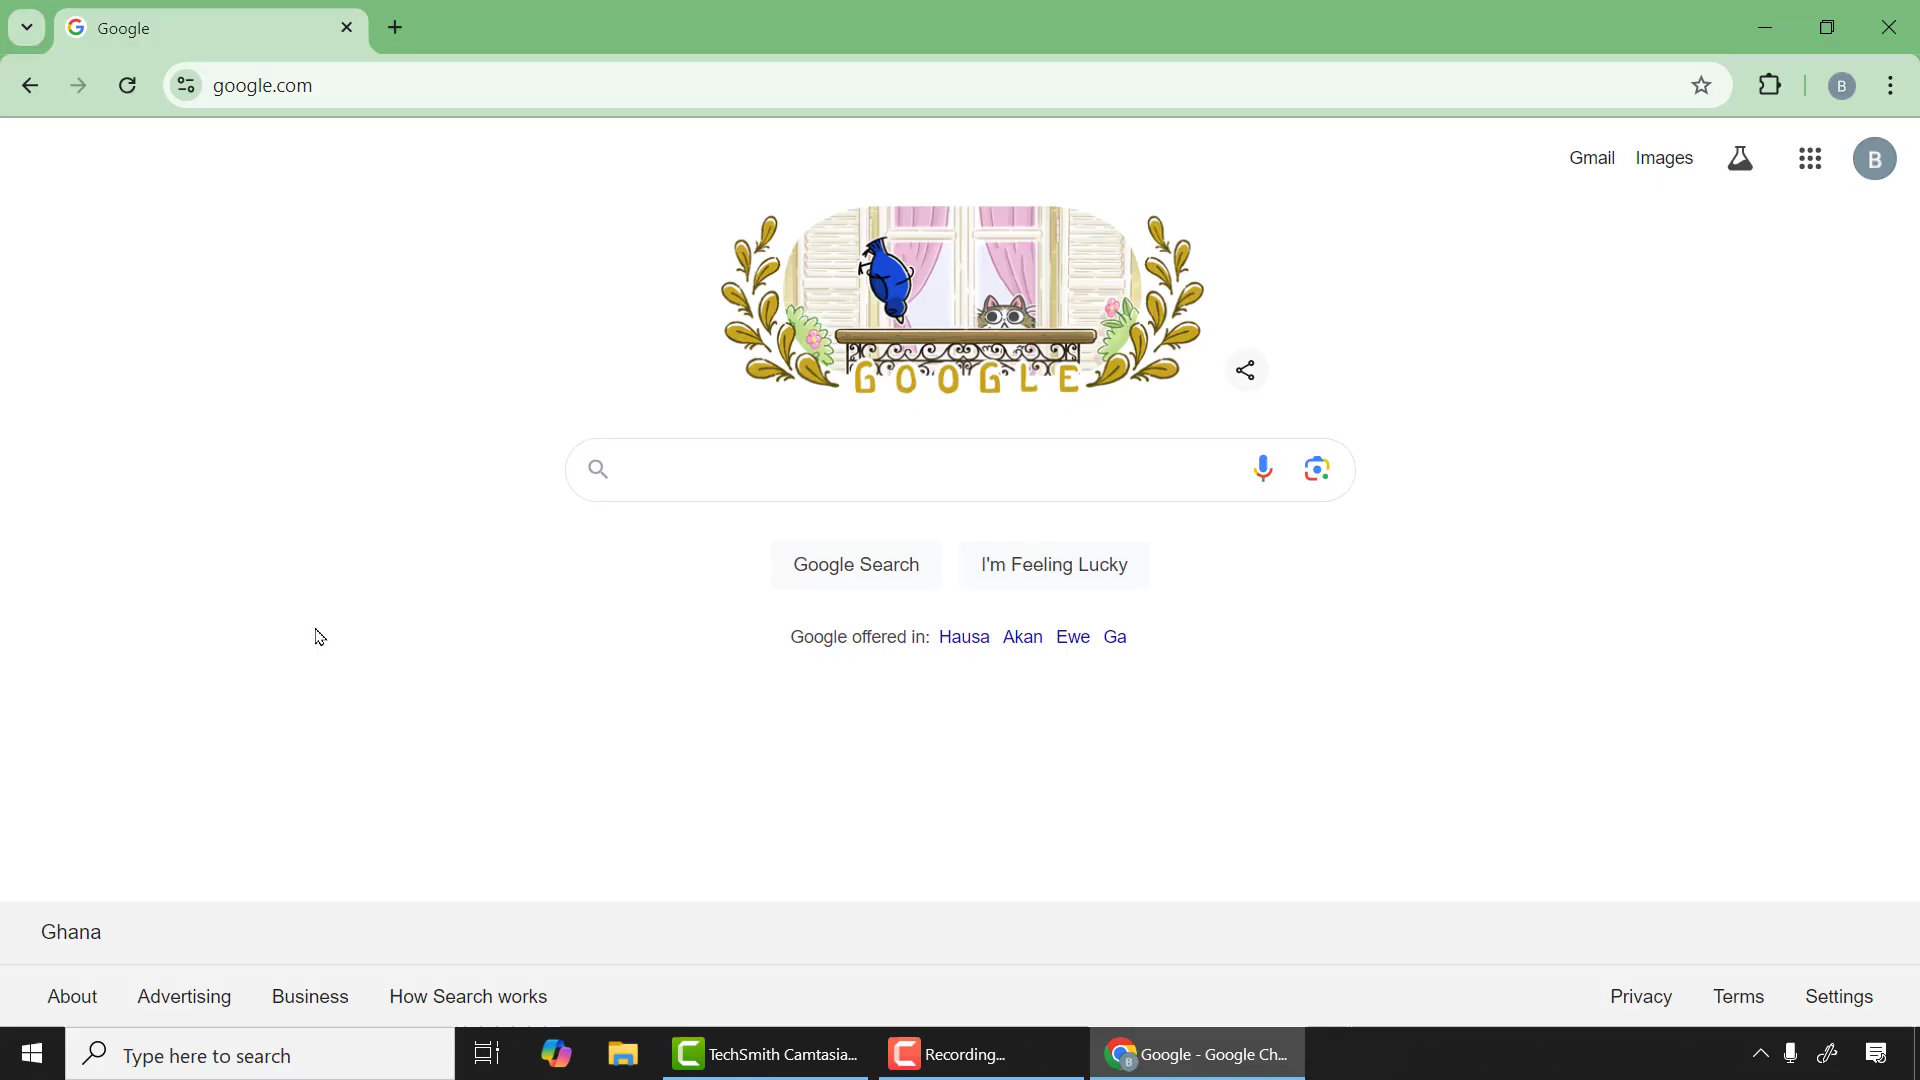 Google
google.com
B
Gmail Images
B
GOOGLE
Google Search I'm Feeling Lucky
Google offered in: Hausa Akan Ewe Ga
Ghana
About Advertising Business How Search works Privacy Terms Settings
Type here to search TechSmith Camtasia... Recording... B Google - Google Ch...